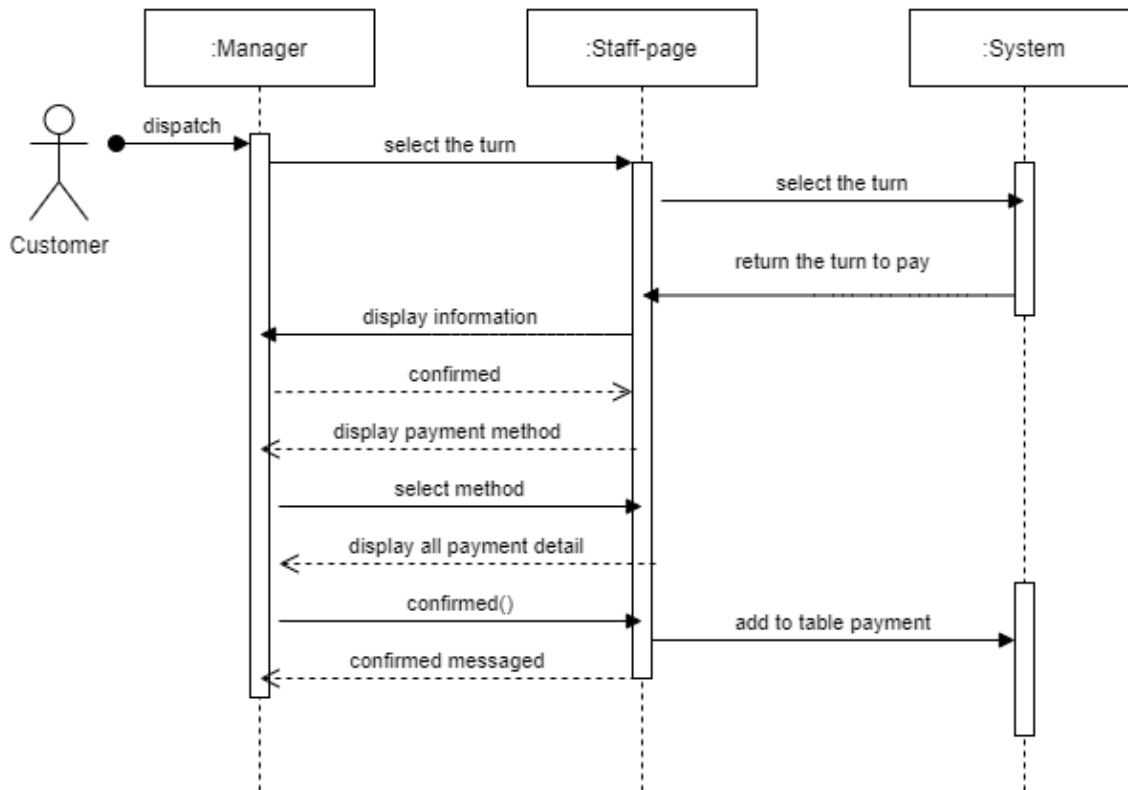 :Manager
:Staff-page
:System
dispatch
select the turn
select the turn
Customer
return the turn to pay
display information
confirmed
display payment method
select method
display all payment detail
confirmed()
add to table payment
confirmed messaged